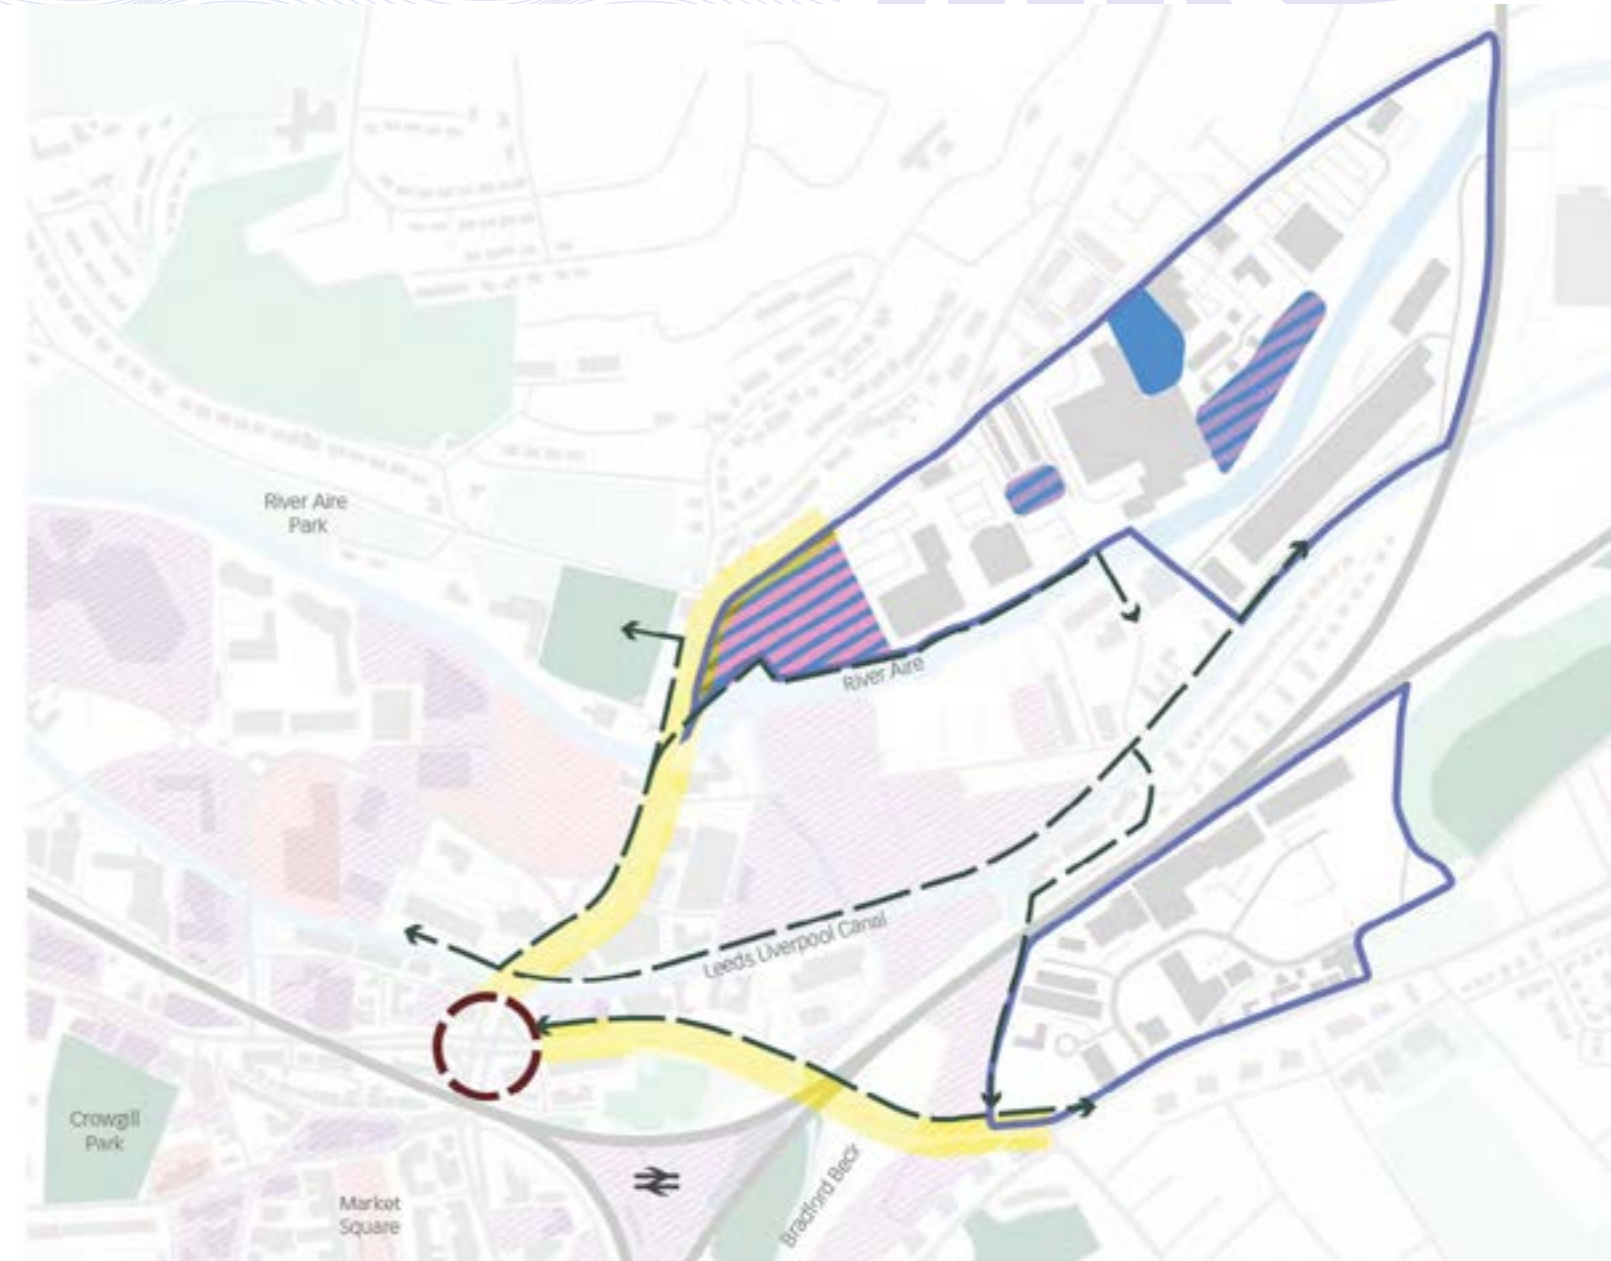 River Aire
Park
River Aire
Leeds Liverpool Canal
Crowgill
Park
Market
Square
Bradford Beck